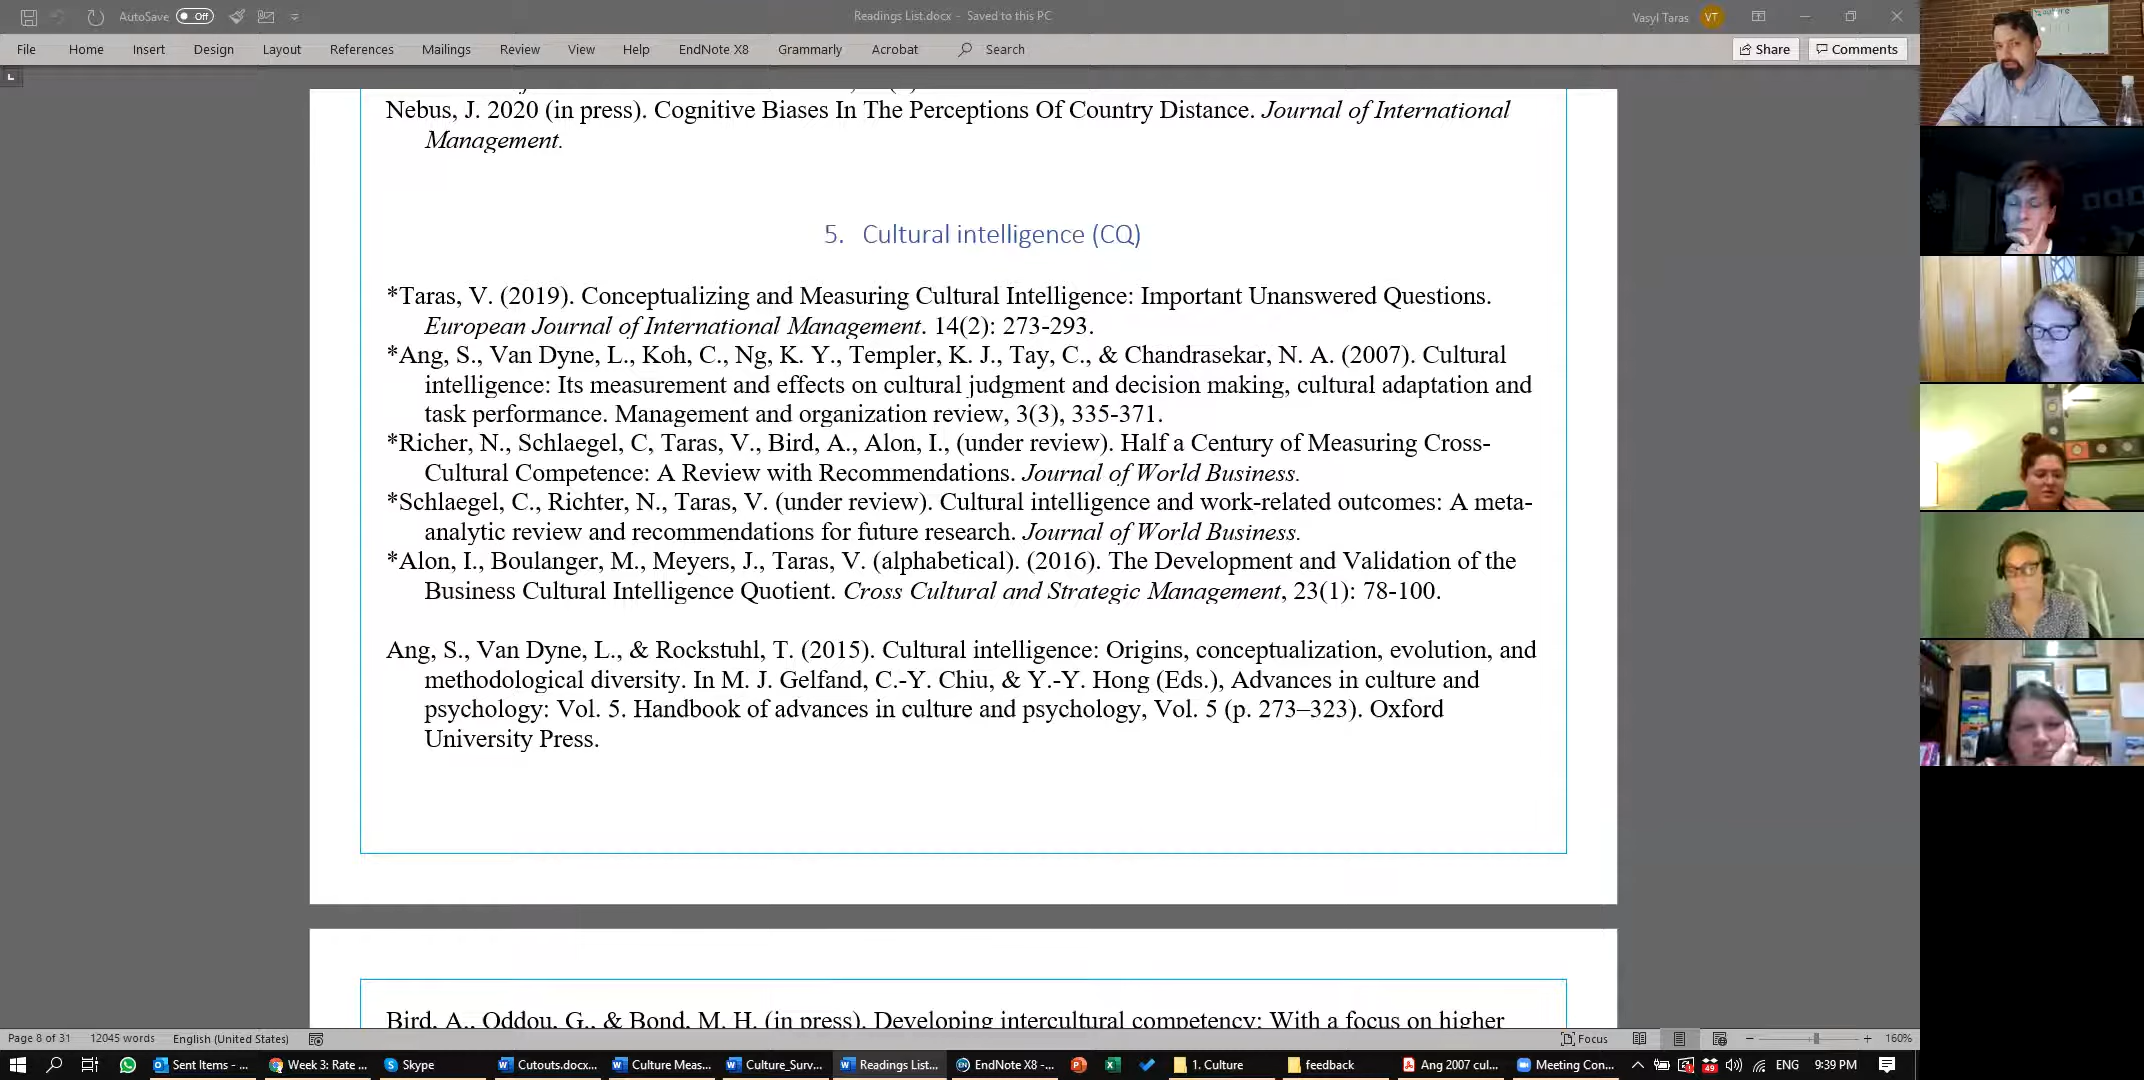 AutoSave Off
Readings List.docx - Saved to this PC
Vasyl Taras VT
File Home Insert Design Layout References Mailings Review View Help EndNote X8 Grammarly Acrobat Search Share Comments
Nebus, J. 2020 (in press). Cognitive Biases In The Perceptions Of Country Distance. Journal of International
Management.
5. Cultural intelligence (CQ)
*Taras, V. (2019). Conceptualizing and Measuring Cultural Intelligence: Important Unanswered Questions.
European Journal of International Management. 14(2): 273-293.
*Ang, S., Van Dyne, L., Koh, C., Ng, K. Y., Templer, K. J., Tay, C., & Chandrasekar, N. A. (2007). Cultural
intelligence: Its measurement and effects on cultural judgment and decision making, cultural adaptation and
task performance. Management and organization review, 3(3), 335-371.
*Richer, N., Schlaegel, C, Taras, V., Bird, A., Alon, I., (under review). Half a Century of Measuring Cross-
Cultural Competence: A Review with Recommendations. Journal of World Business.
*Schlaegel, C., Richter, N., Taras, V. (under review). Cultural intelligence and work-related outcomes: A meta-
analytic review and recommendations for future research. Journal of World Business.
*Alon, I., Boulanger, M., Meyers, J., Taras, V. (alphabetical). (2016). The Development and Validation of the
Business Cultural Intelligence Quotient. Cross Cultural and Strategic Management, 23(1): 78-100.
Ang, S., Van Dyne, L., & Rockstuhl, T. (2015). Cultural intelligence: Origins, conceptualization, evolution, and
methodological diversity. In M. J. Gelfand, C.-Y. Chiu, & Y.-Y. Hong (Eds.), Advances in culture and
psychology: Vol. 5. Handbook of advances in culture and psychology, Vol. 5 (p. 273–323). Oxford
University Press.
Bird, A., Oddou, G., & Bond, M. H. (in press). Developing intercultural competency: With a focus on higher
Page 8 of 31 12045 words English (United States) Focus 160%
Sent Items - ... Week 3: Rate ... Skype Cutouts.docx... Culture Meas... Culture_Surv... Readings List... EndNote X8 -... 1. Culture feedback Ang 2007 cul... Meeting Con... 49 ENG 9:39 PM